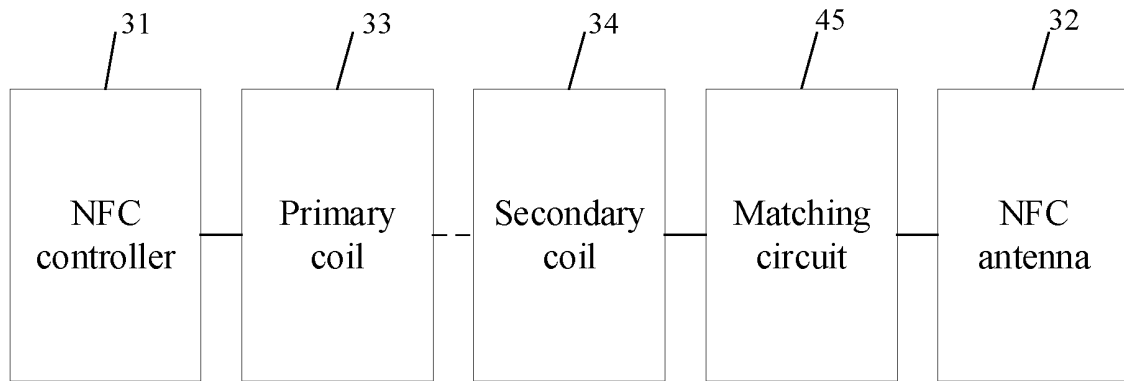 31
33
34
45
32
NFC
controller
Primary
coil
Secondary
coil
Matching
circuit
NFC
antenna